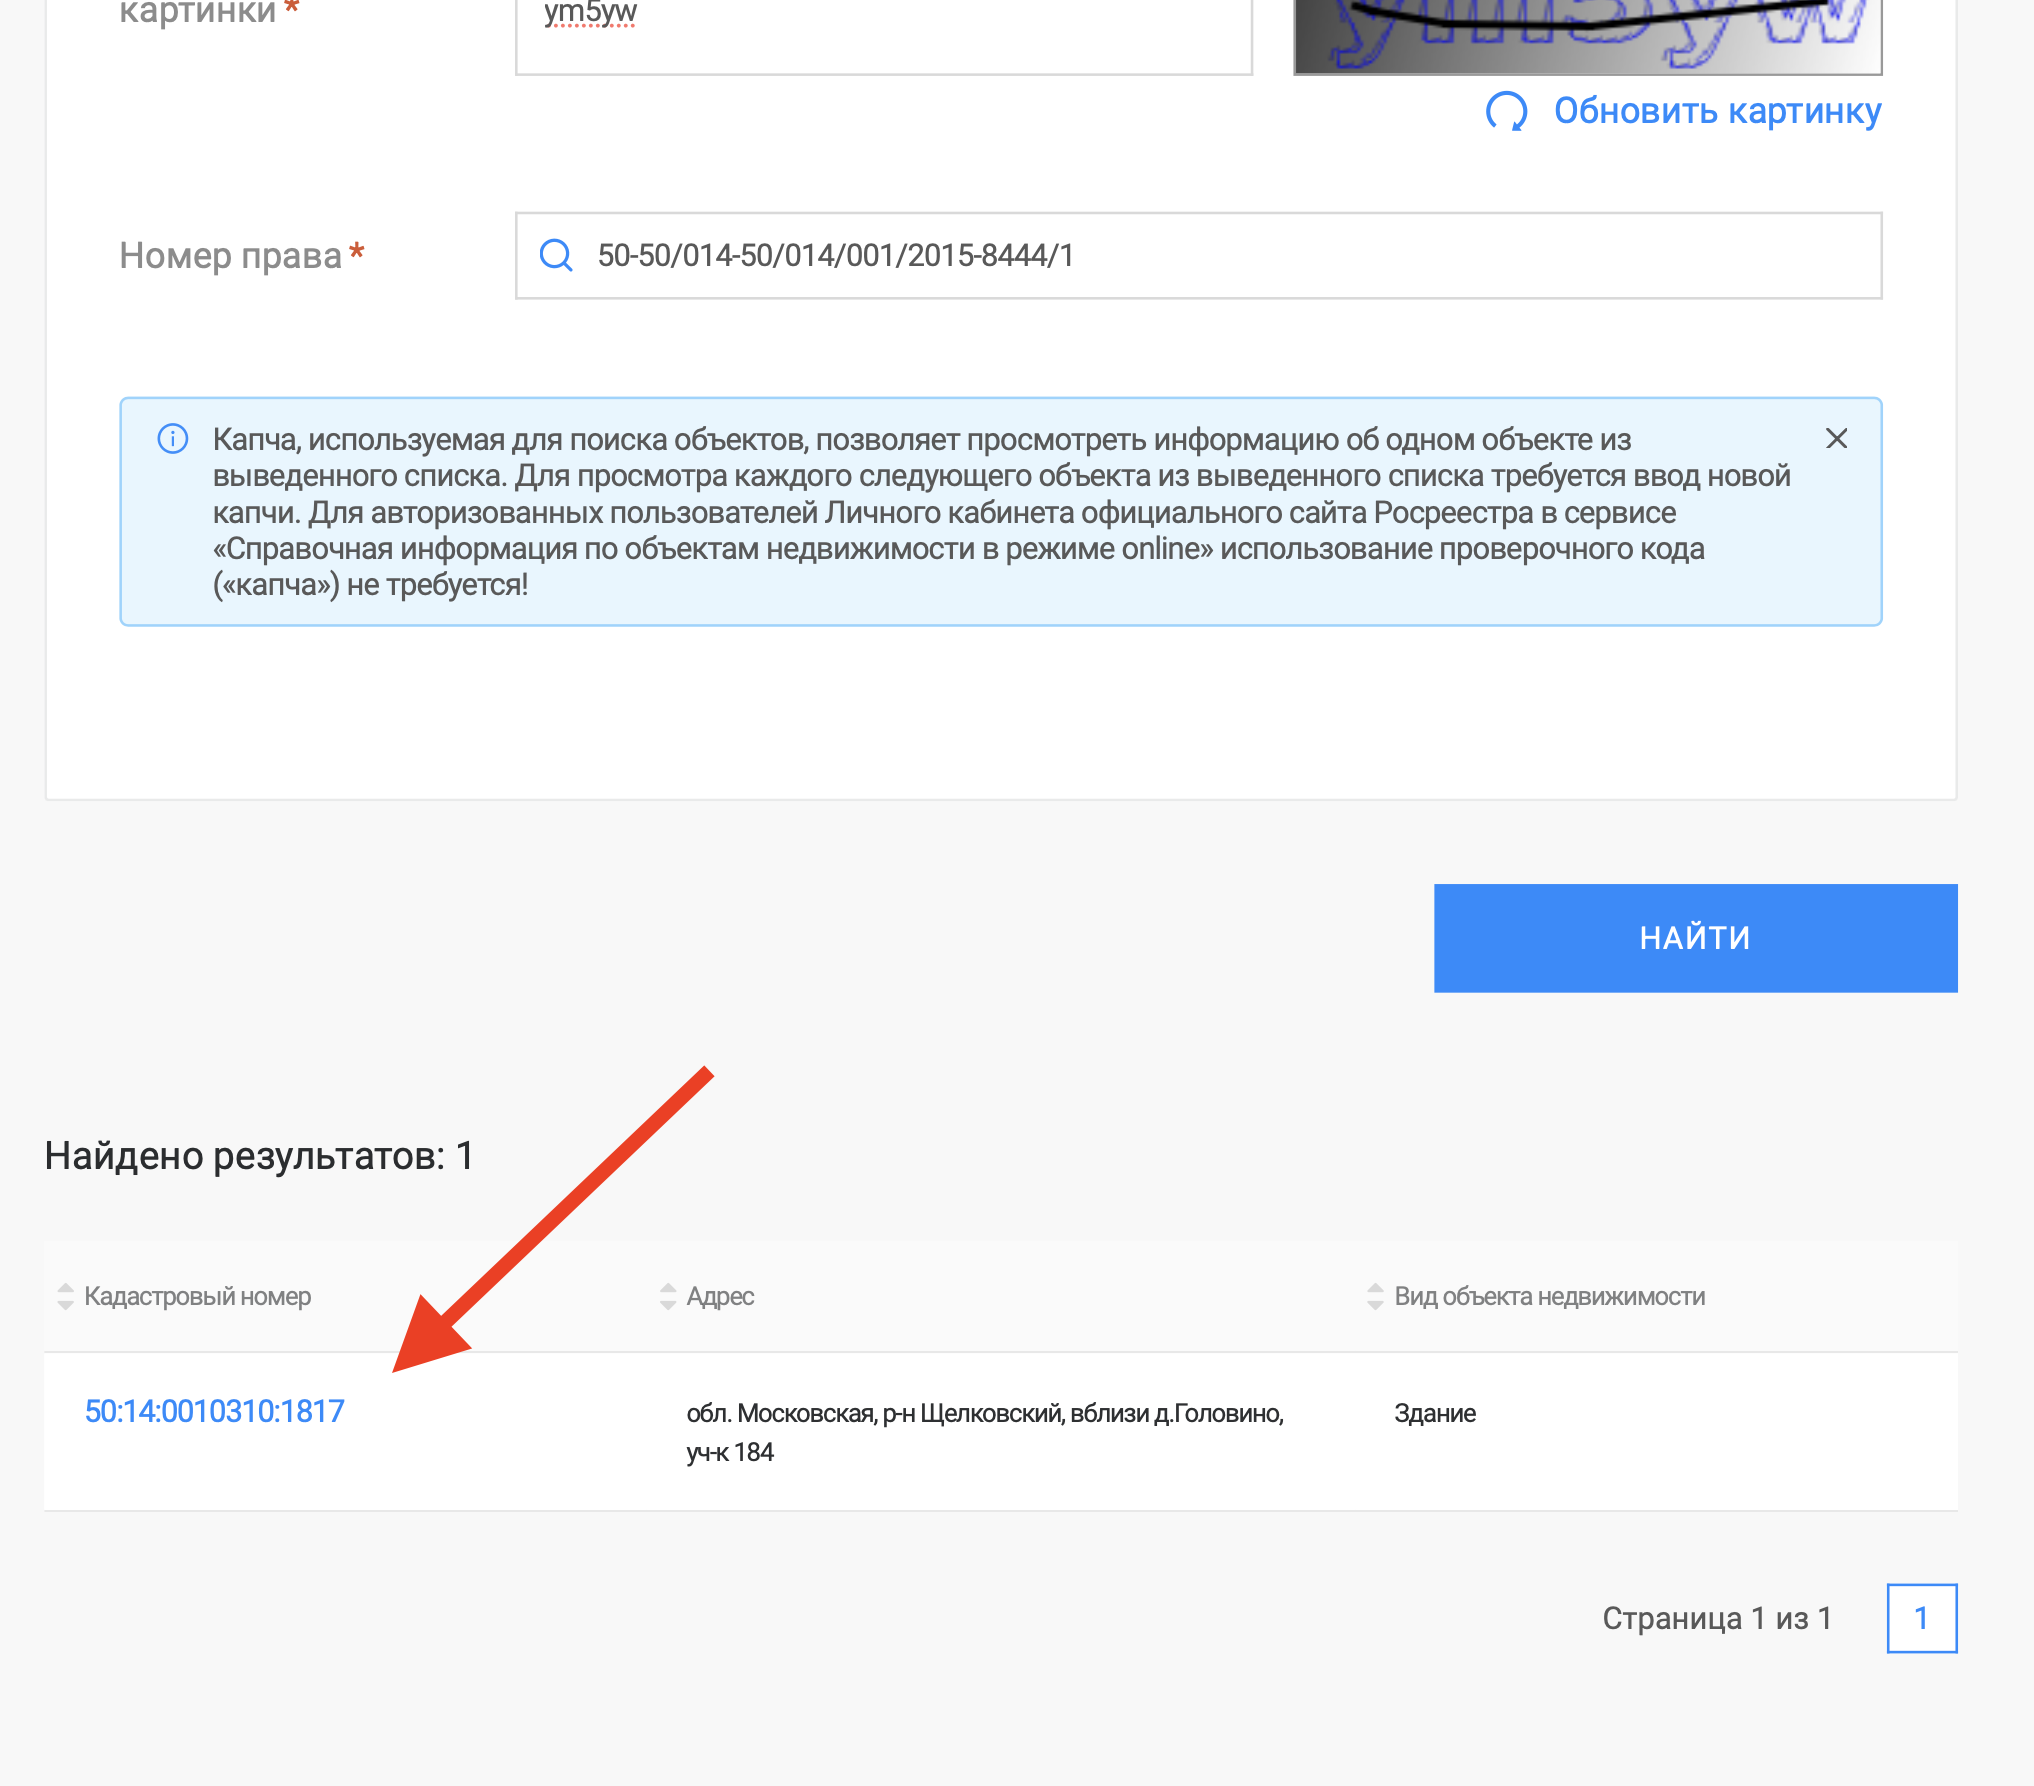 картинки *
ym5yw
ym5yw
Обновить картинку
Номер права *
50-50/014-50/014/001/2015-8444/1
Капча, используемая для поиска объектов, позволяет просмотреть информацию об одном объекте из
выведенного списка. Для просмотра каждого следующего объекта из выведенного списка требуется ввод новой
капчи. Для авторизованных пользователей Личного кабинета официального сайта Росреестра в сервисе
«Справочная информация по объектам недвижимости в режиме online» использование проверочного кода
(«капча») не требуется!
НАЙТИ
Найдено результатов: 1
Кадастровый номер
Адрес
Вид объекта недвижимости
50:14:0010310:1817
обл. Московская, р-н Щелковский, вблизи д.Головино,
уч-к 184
Здание
Страница 1 из 1
1